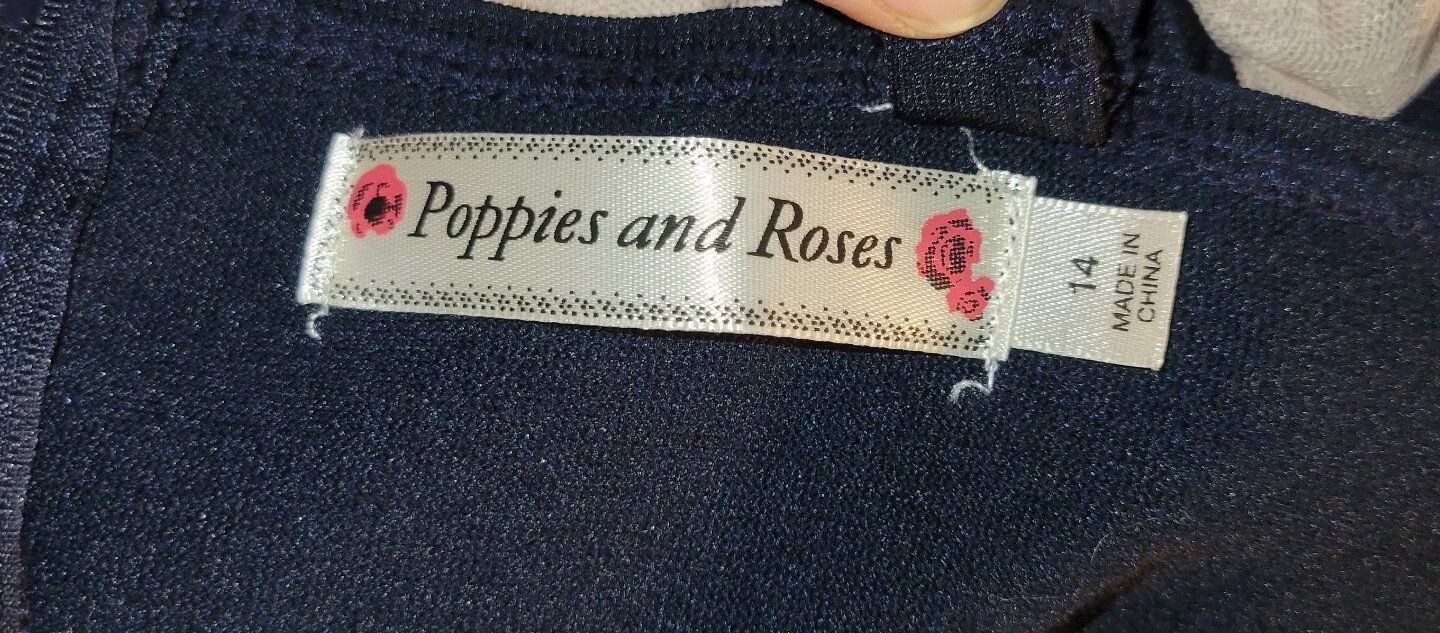 Poppies and Roses
14
MADE IN
CHINA